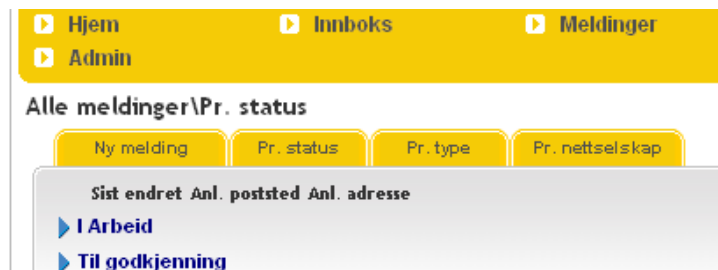 Hjem Innboks Meldinger
Admin
Alle meldinger\Pr. status
Ny melding Pr. status Pr. type Pr. nettselskap
Sist endret Anl. poststed Anl. adresse
I Arbeid
Til godkjenning